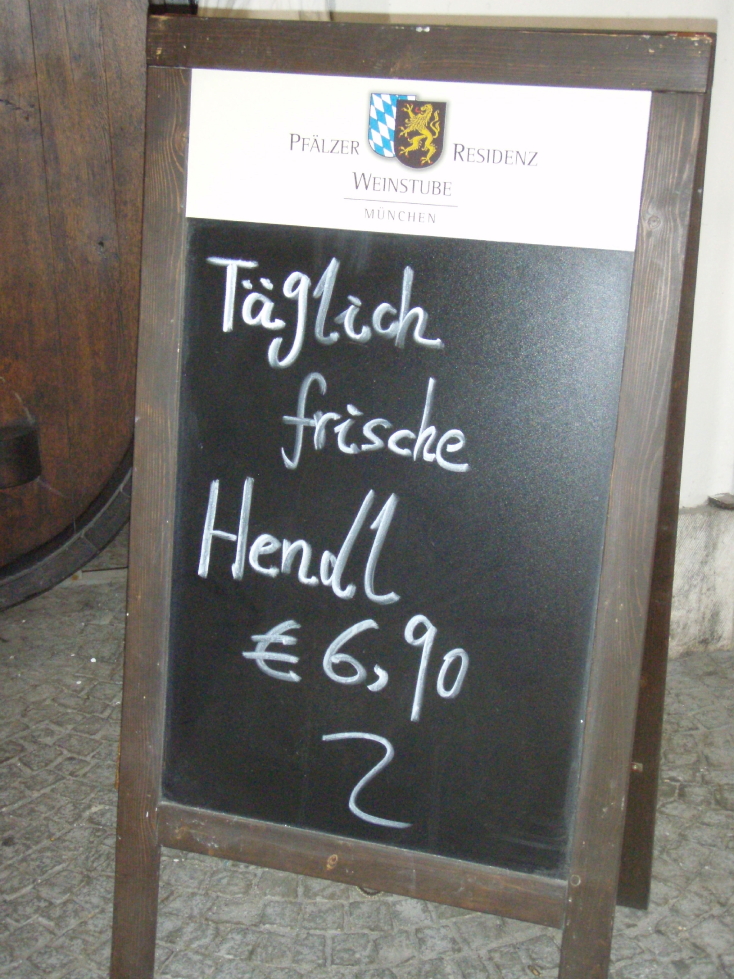 PFÄLZER RESIDENZ
WEINSTUBE
MÜNCHEN
Täglich
frische
Hendl
€ 6,90